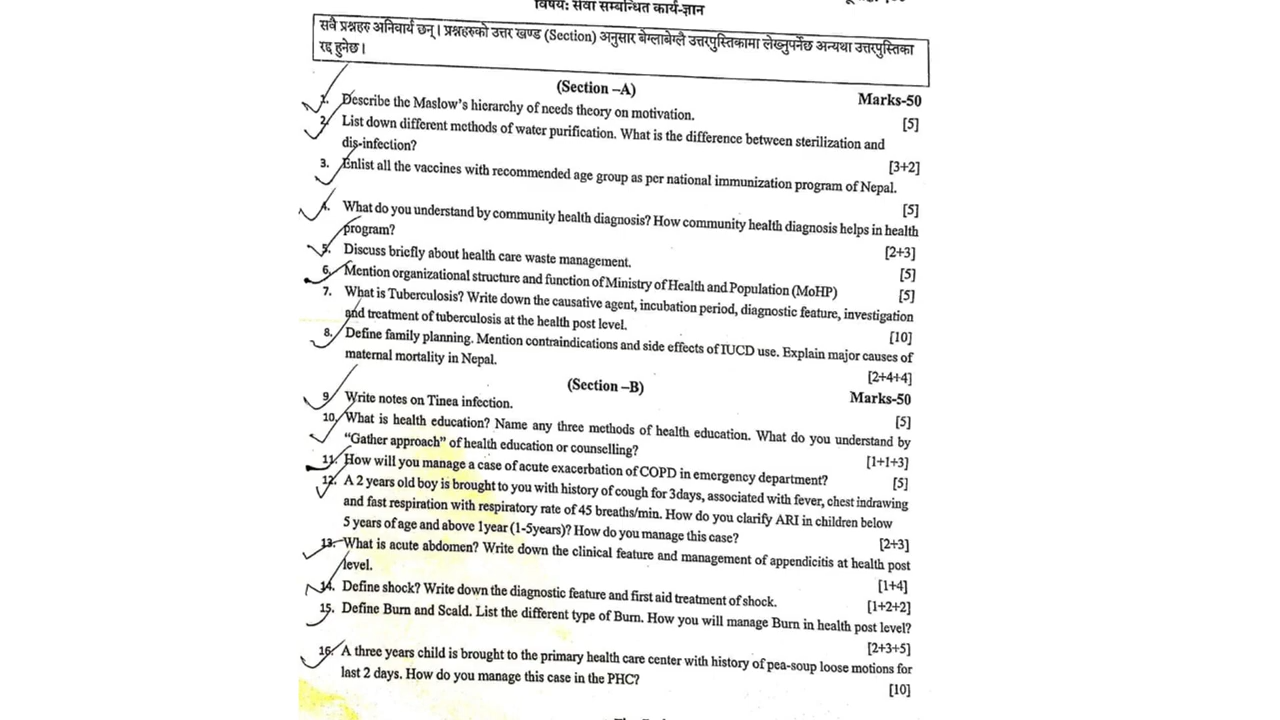 विषय: सेवा सम्बन्धित कार्य-ज्ञान
सवै प्रश्नहरु अनिवार्य छन्। प्रश्नहरुको उत्तर खण्ड (Section) अनुसार बेग्लाबेग्लै उत्तरपुस्तिकामा लेख्नुपर्नेछ अन्यथा उत्तरपुस्तिका
रद्द हुनेछ।
(Section –A) Marks-50
1. Describe the Maslow's hierarchy of needs theory on motivation. [5]
2. List down different methods of water purification. What is the difference between sterilization and
dis-infection? [3+2]
3. Enlist all the vaccines with recommended age group as per national immunization program of Nepal.
[5]
4. What do you understand by community health diagnosis? How community health diagnosis helps in health
program? [2+3]
5. Discuss briefly about health care waste management. [5]
6. Mention organizational structure and function of Ministry of Health and Population (MoHP) [5]
7. What is Tuberculosis? Write down the causative agent, incubation period, diagnostic feature, investigation
and treatment of tuberculosis at the health post level. [10]
8. Define family planning. Mention contraindications and side effects of IUCD use. Explain major causes of
maternal mortality in Nepal. [2+4+4]
(Section –B) Marks-50
9. Write notes on Tinea infection. [5]
10. What is health education? Name any three methods of health education. What do you understand by
"Gather approach" of health education or counselling? [1+1+3]
11. How will you manage a case of acute exacerbation of COPD in emergency department? [5]
12. A 2 years old boy is brought to you with history of cough for 3days, associated with fever, chest indrawing
and fast respiration with respiratory rate of 45 breaths/min. How do you clarify ARI in children below
5 years of age and above 1year (1-5years)? How do you manage this case? [2+3]
13. What is acute abdomen? Write down the clinical feature and management of appendicitis at health post
level. [1+4]
14. Define shock? Write down the diagnostic feature and first aid treatment of shock. [1+2+2]
15. Define Burn and Scald. List the different type of Burn. How you will manage Burn in health post level?
[2+3+5]
16. A three years child is brought to the primary health care center with history of pea-soup loose motions for
last 2 days. How do you manage this case in the PHC? [10]